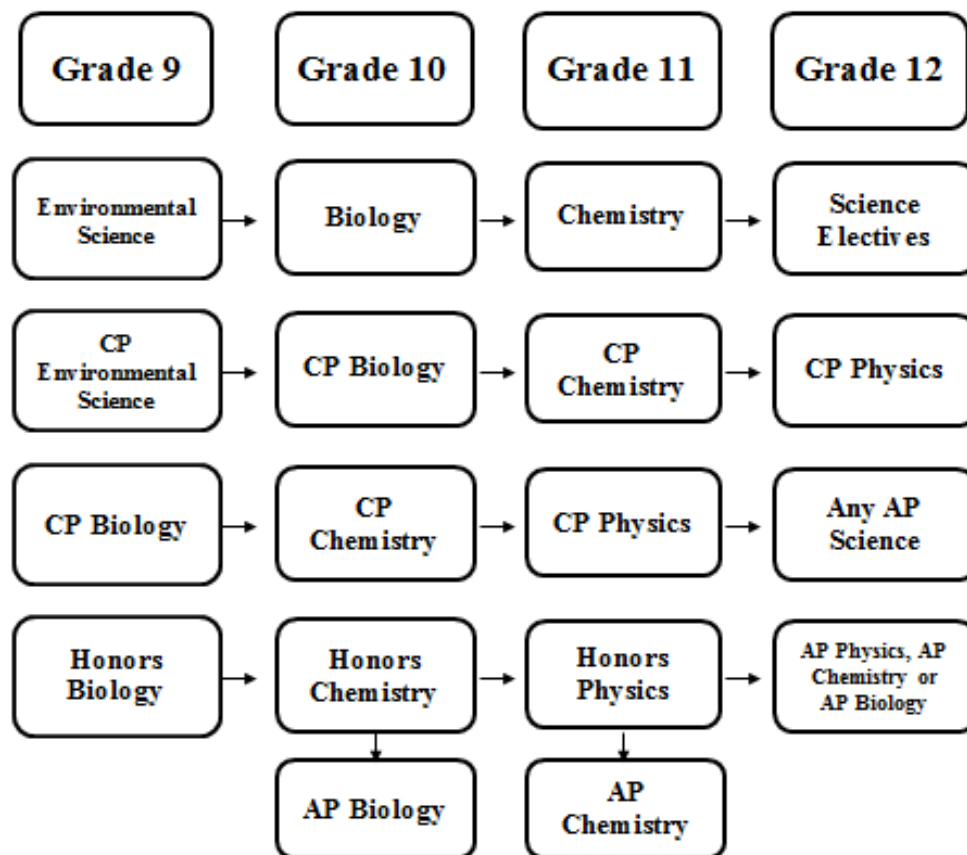 Grade 9
Grade 10
Grade 11
Grade 12
Environmental
Science
Biology
Chemistry
Science
Electives
CP
Environmental
Science
CP Biology
CP
Chemistry
CP Physics
CP Biology
CP
Chemistry
CP Physics
Any AP
Science
Honors
Biology
Honors
Chemistry
Honors
Physics
AP Physics, AP
Chemistry or
AP Biology
AP Biology
AP
Chemistry